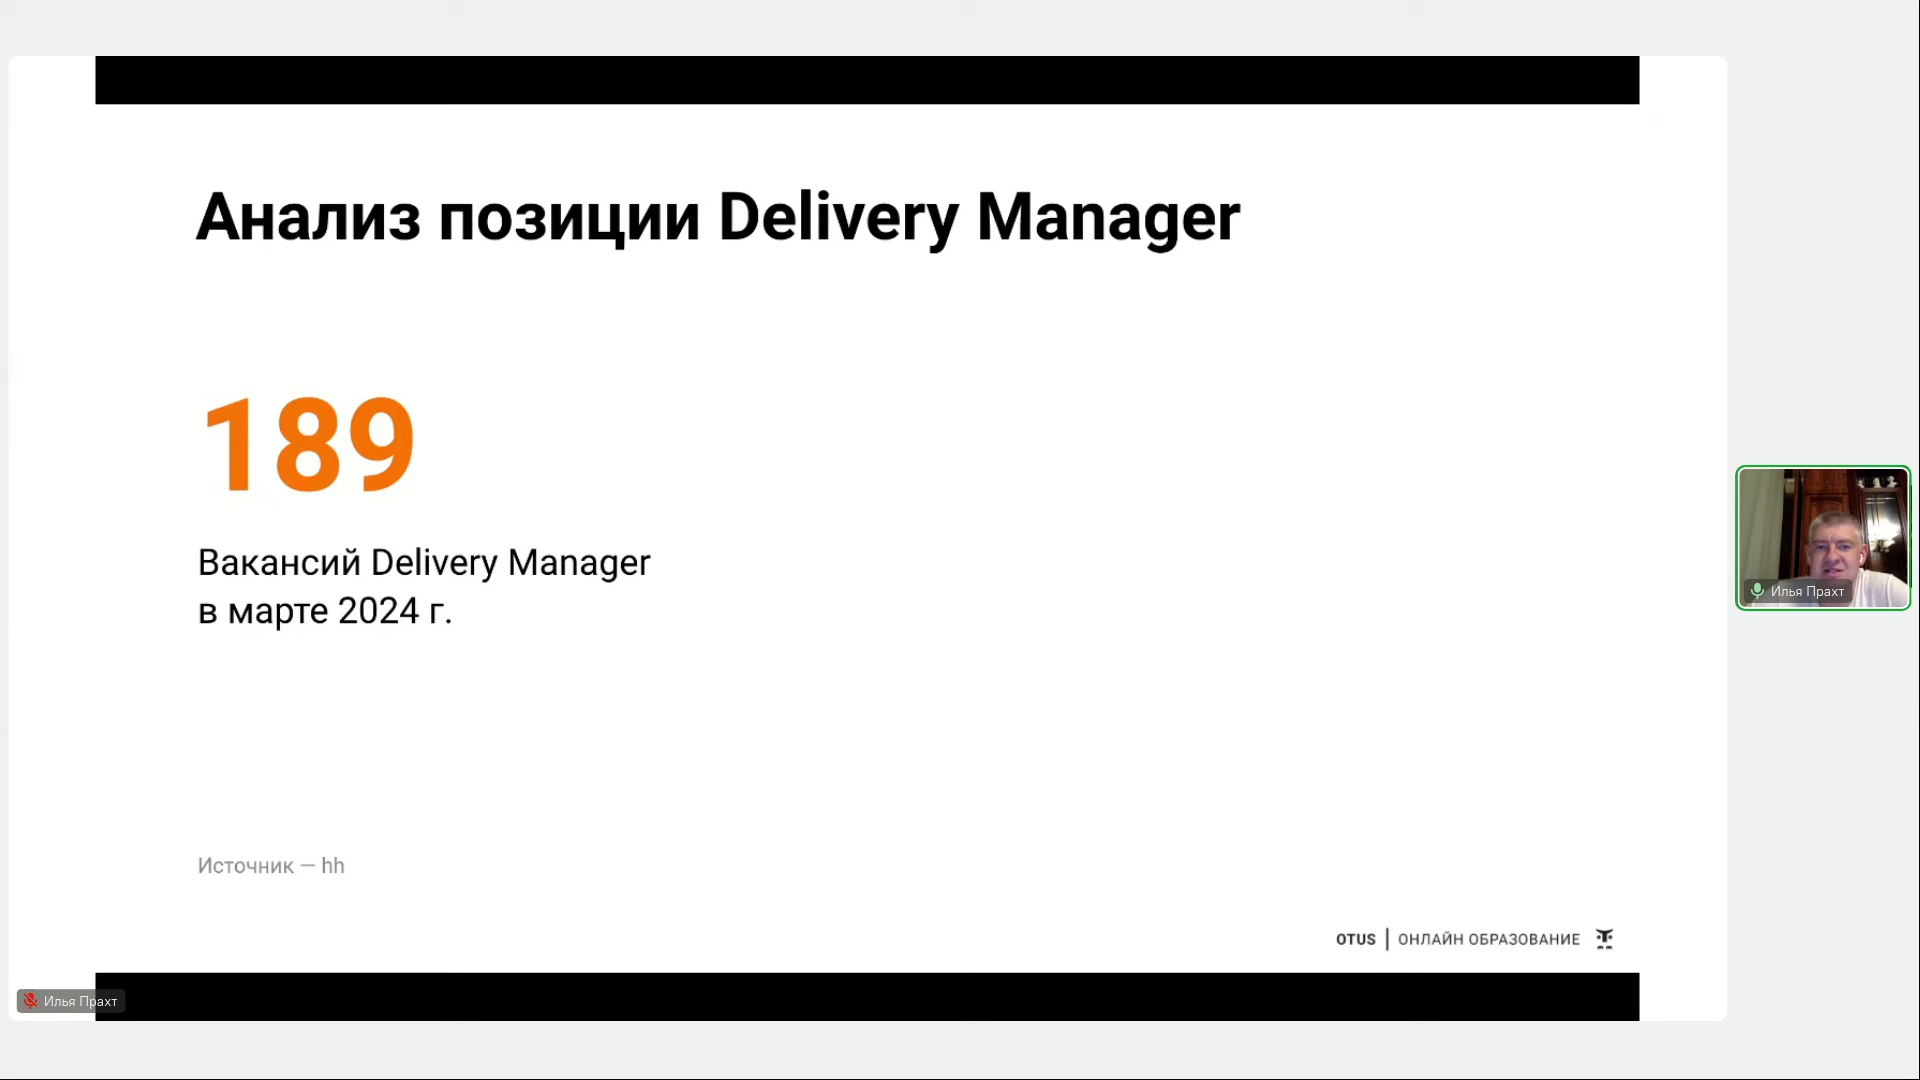 Анализ позиции Delivery Manager
189
Вакансий Delivery Manager
в марте 2024 г.
Источник — hh
OTUS | ОНЛАЙН ОБРАЗОВАНИЕ
Илья Прахт
Илья Прахт